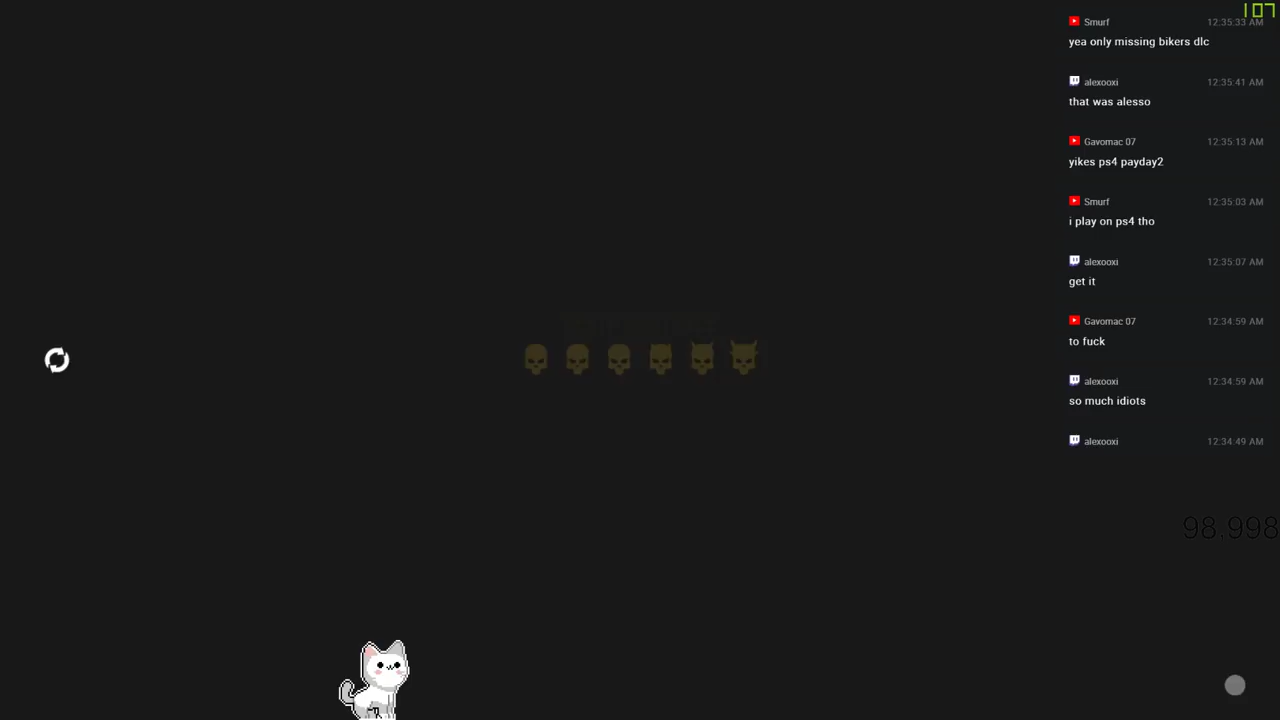 107
Smurf 12:35:33 AM
yea only missing bikers dlc
alexooxi 12:35:41 AM
that was alesso
Gavomac 07 12:35:13 AM
yikes ps4 payday2
Smurf 12:35:03 AM
i play on ps4 tho
alexooxi 12:35:07 AM
get it
Gavomac 07 12:34:59 AM
to fuck
alexooxi 12:34:59 AM
so much idiots
alexooxi 12:34:49 AM
98,998